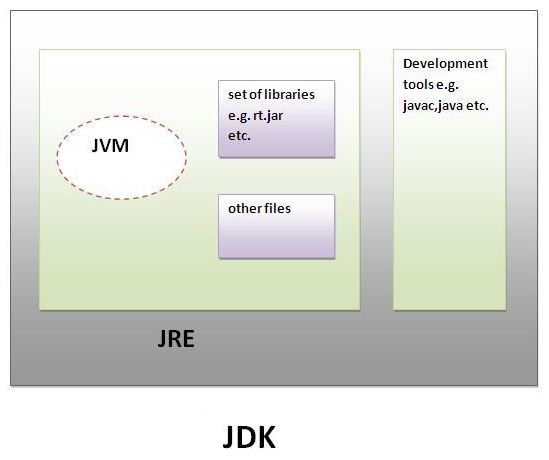 JVM
set of libraries
e.g. rt.jar
etc.
other files
JRE
Development
tools e.g.
javac,java etc.
JDK